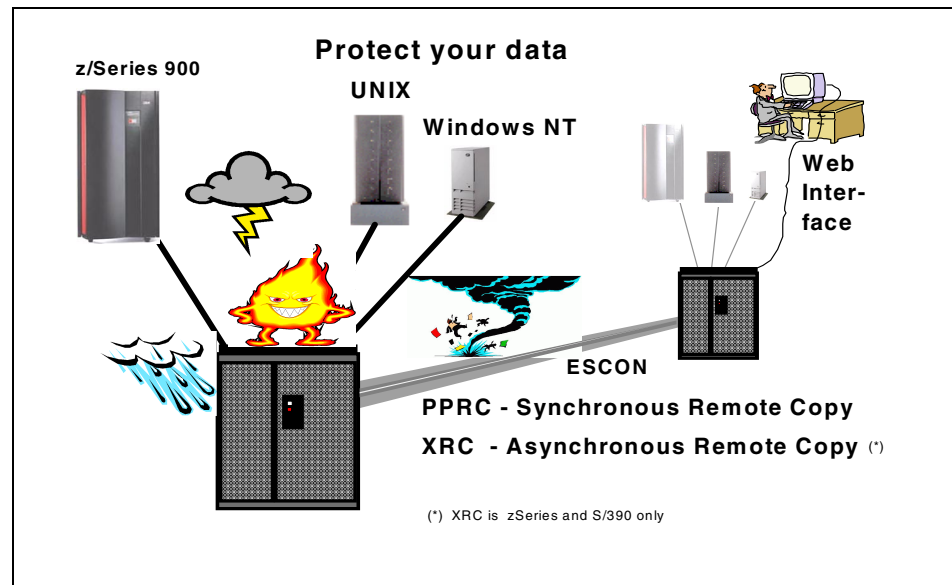 Protect your data
z/Series 900
UNIX
Windows NT
Web
Inter-
face
ESCON
PPRC - Synchronous Remote Copy
XRC - Asynchronous Remote Copy (*)
(*) XRC is zSeries and S/390 only